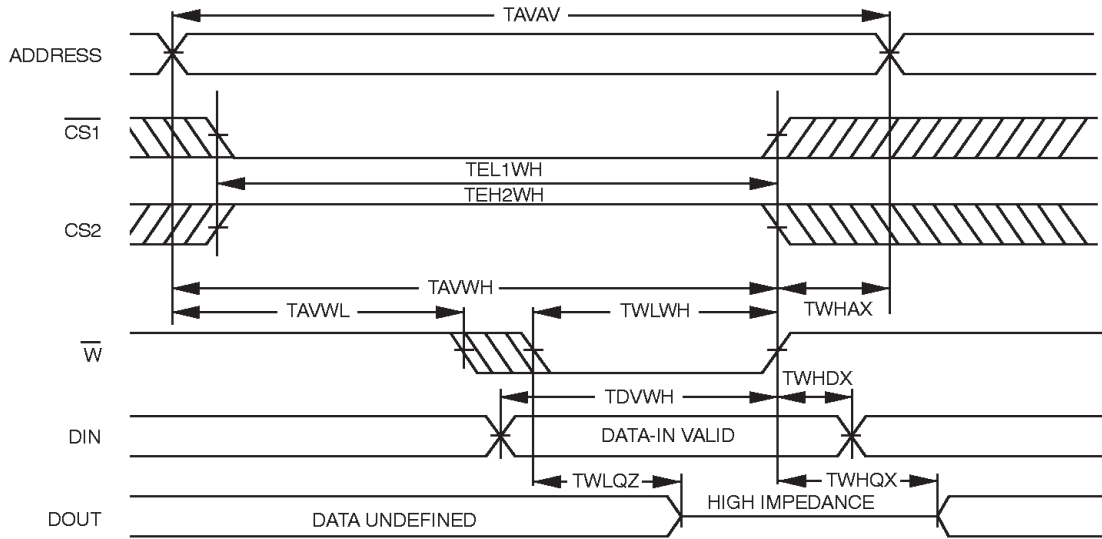 TAVAV
ADDRESS
CS1
TEL1WH
TEH2WH
CS2
TAVWH
TAVWL
TWLWH
TWHAX
W
TWHDX
TDVWH
DIN
DATA-IN VALID
TWLQZ
TWHQX
HIGH IMPEDANCE
DOUT
DATA UNDEFINED